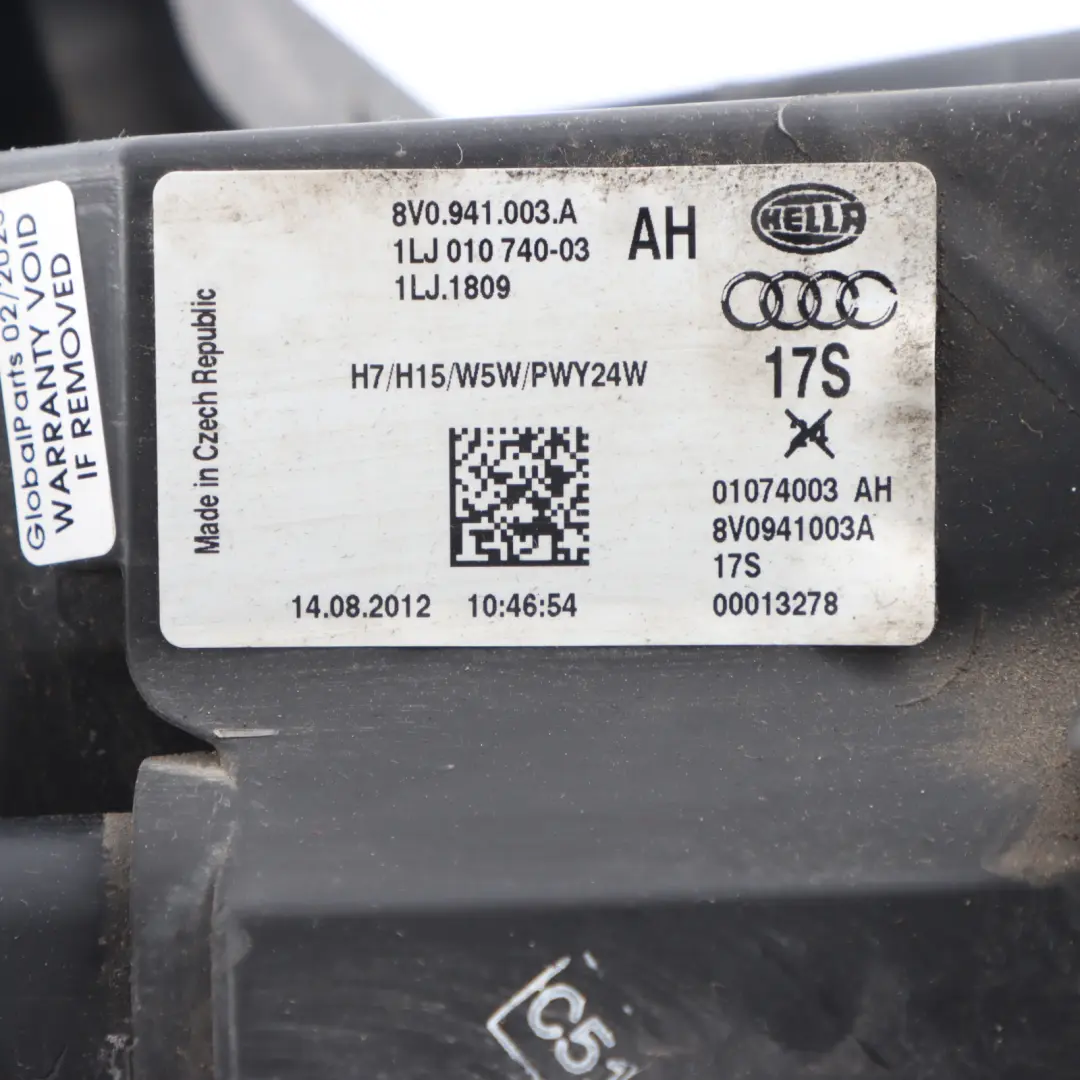 GlobalParts 02/202
WARRANTY VOID
IF REMOVED
Made in Czech Republic
8V0.941.003.A
1LJ 010 740-03
1LJ.1809
AH
HELLA
H7/H15/W5W/PWY24W
17S
01074003 AH
8V0941003A
17S
00013278
14.08.2012 10:46:54
C5